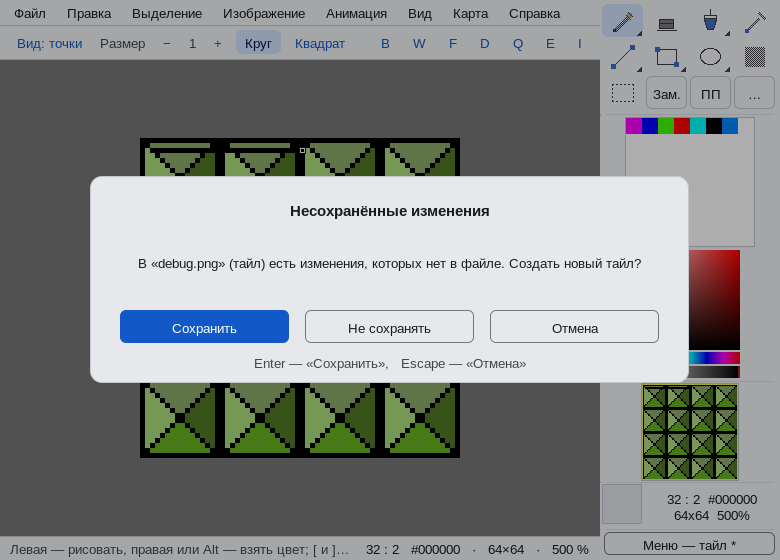 Файл Правка Выделение Изображение Анимация Вид Карта Справка
Вид: точки Размер − 1 + Круг Квадрат B W F D Q E I
Зам. ПП ...
Несохранённые изменения
В «debug.png» (тайл) есть изменения, которых нет в файле. Создать новый тайл?
Сохранить Не сохранять Отмена
Enter — «Сохранить», Escape — «Отмена»
32 : 2 #000000
64x64 500%
Меню — тайл *
Левая — рисовать, правая или Alt — взять цвет; [ и ]… 32 : 2 #000000 · 64×64 · 500 %